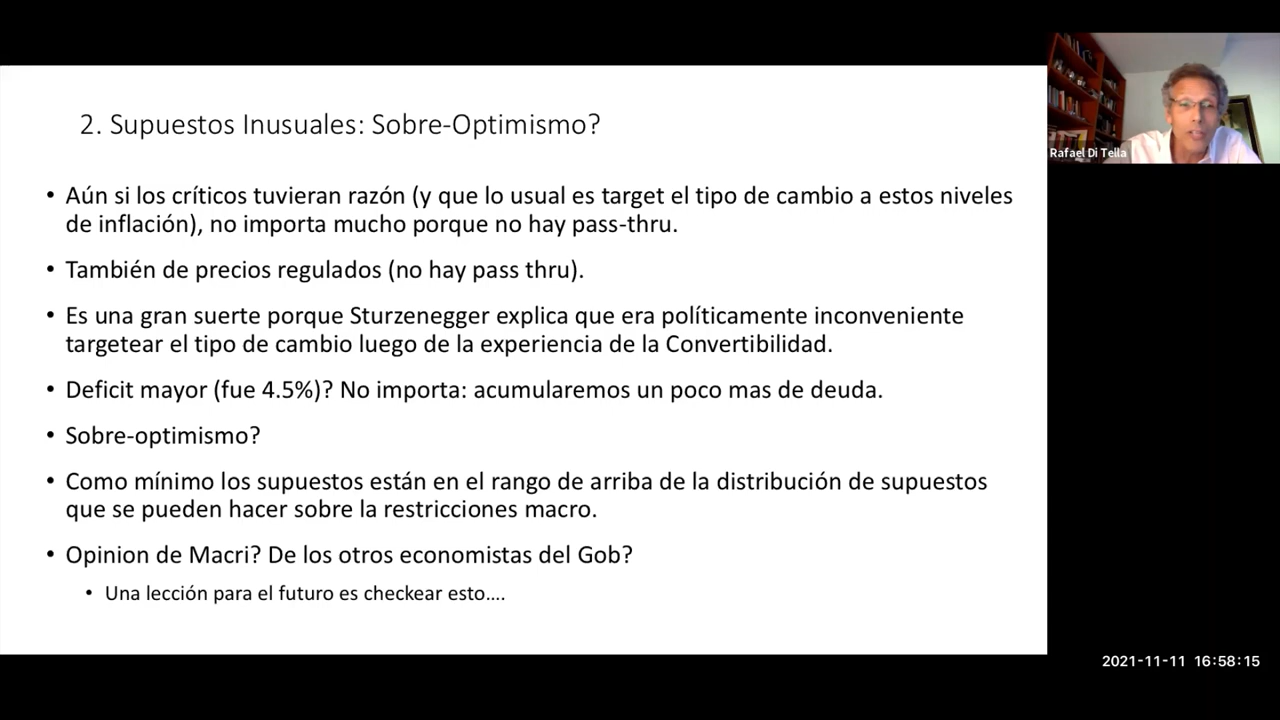 2. Supuestos Inusuales: Sobre-Optimismo?
• Aún si los críticos tuvieran razón (y que lo usual es target el tipo de cambio a estos niveles
de inflación), no importa mucho porque no hay pass-thru.
• También de precios regulados (no hay pass thru).
• Es una gran suerte porque Sturzenegger explica que era políticamente inconveniente
targetear el tipo de cambio luego de la experiencia de la Convertibilidad.
• Deficit mayor (fue 4.5%)? No importa: acumularemos un poco mas de deuda.
• Sobre-optimismo?
• Como mínimo los supuestos están en el rango de arriba de la distribución de supuestos
que se pueden hacer sobre la restricciones macro.
• Opinion de Macri? De los otros economistas del Gob?
• Una lección para el futuro es checkear esto....
Rafael Di Tella
2021-11-11 16:58:15